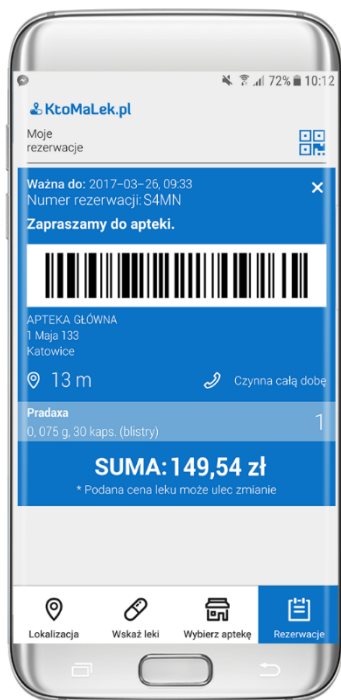 72% 10:12
KtoMaLek.pl
Moje
rezerwacje
Ważna do: 2017-03-26, 09:33
Numer rezerwacji: S4MN
Zapraszamy do apteki.
APTEKA GŁÓWNA
1 Maja 133
Katowice
13 m
Czynna całą dobę
Pradaxa
0, 075 g, 30 kaps. (blistry)
1
SUMA: 149,54 zł
* Podana cena leku może ulec zmianie
Lokalizacja
Wskaż leki
Wybierz aptekę
Rezerwacje